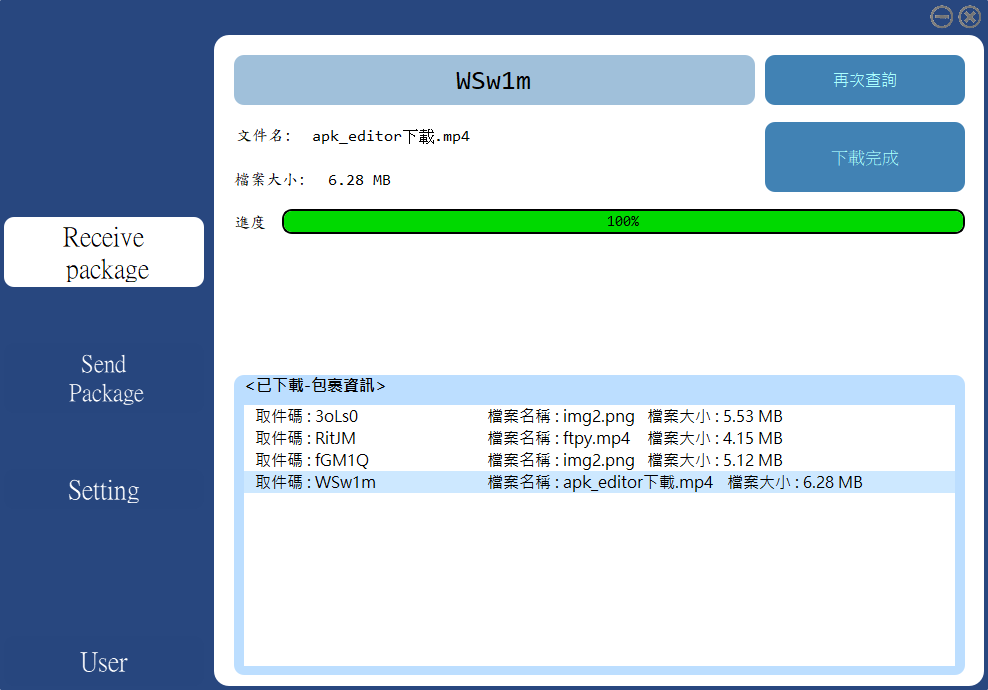 WSw1m
再次查詢
文件名: apk_editor下載.mp4
下載完成
檔案大小: 6.28 MB
進度 100%
Receive
package
Send
Package
Setting
User
<已下載-包裹資訊>
取件碼 : 3oLs0 檔案名稱 : img2.png 檔案大小 : 5.53 MB
取件碼 : RitJM 檔案名稱 : ftpy.mp4 檔案大小 : 4.15 MB
取件碼 : fGM1Q 檔案名稱 : img2.png 檔案大小 : 5.12 MB
取件碼 : WSw1m 檔案名稱 : apk_editor下載.mp4 檔案大小 : 6.28 MB